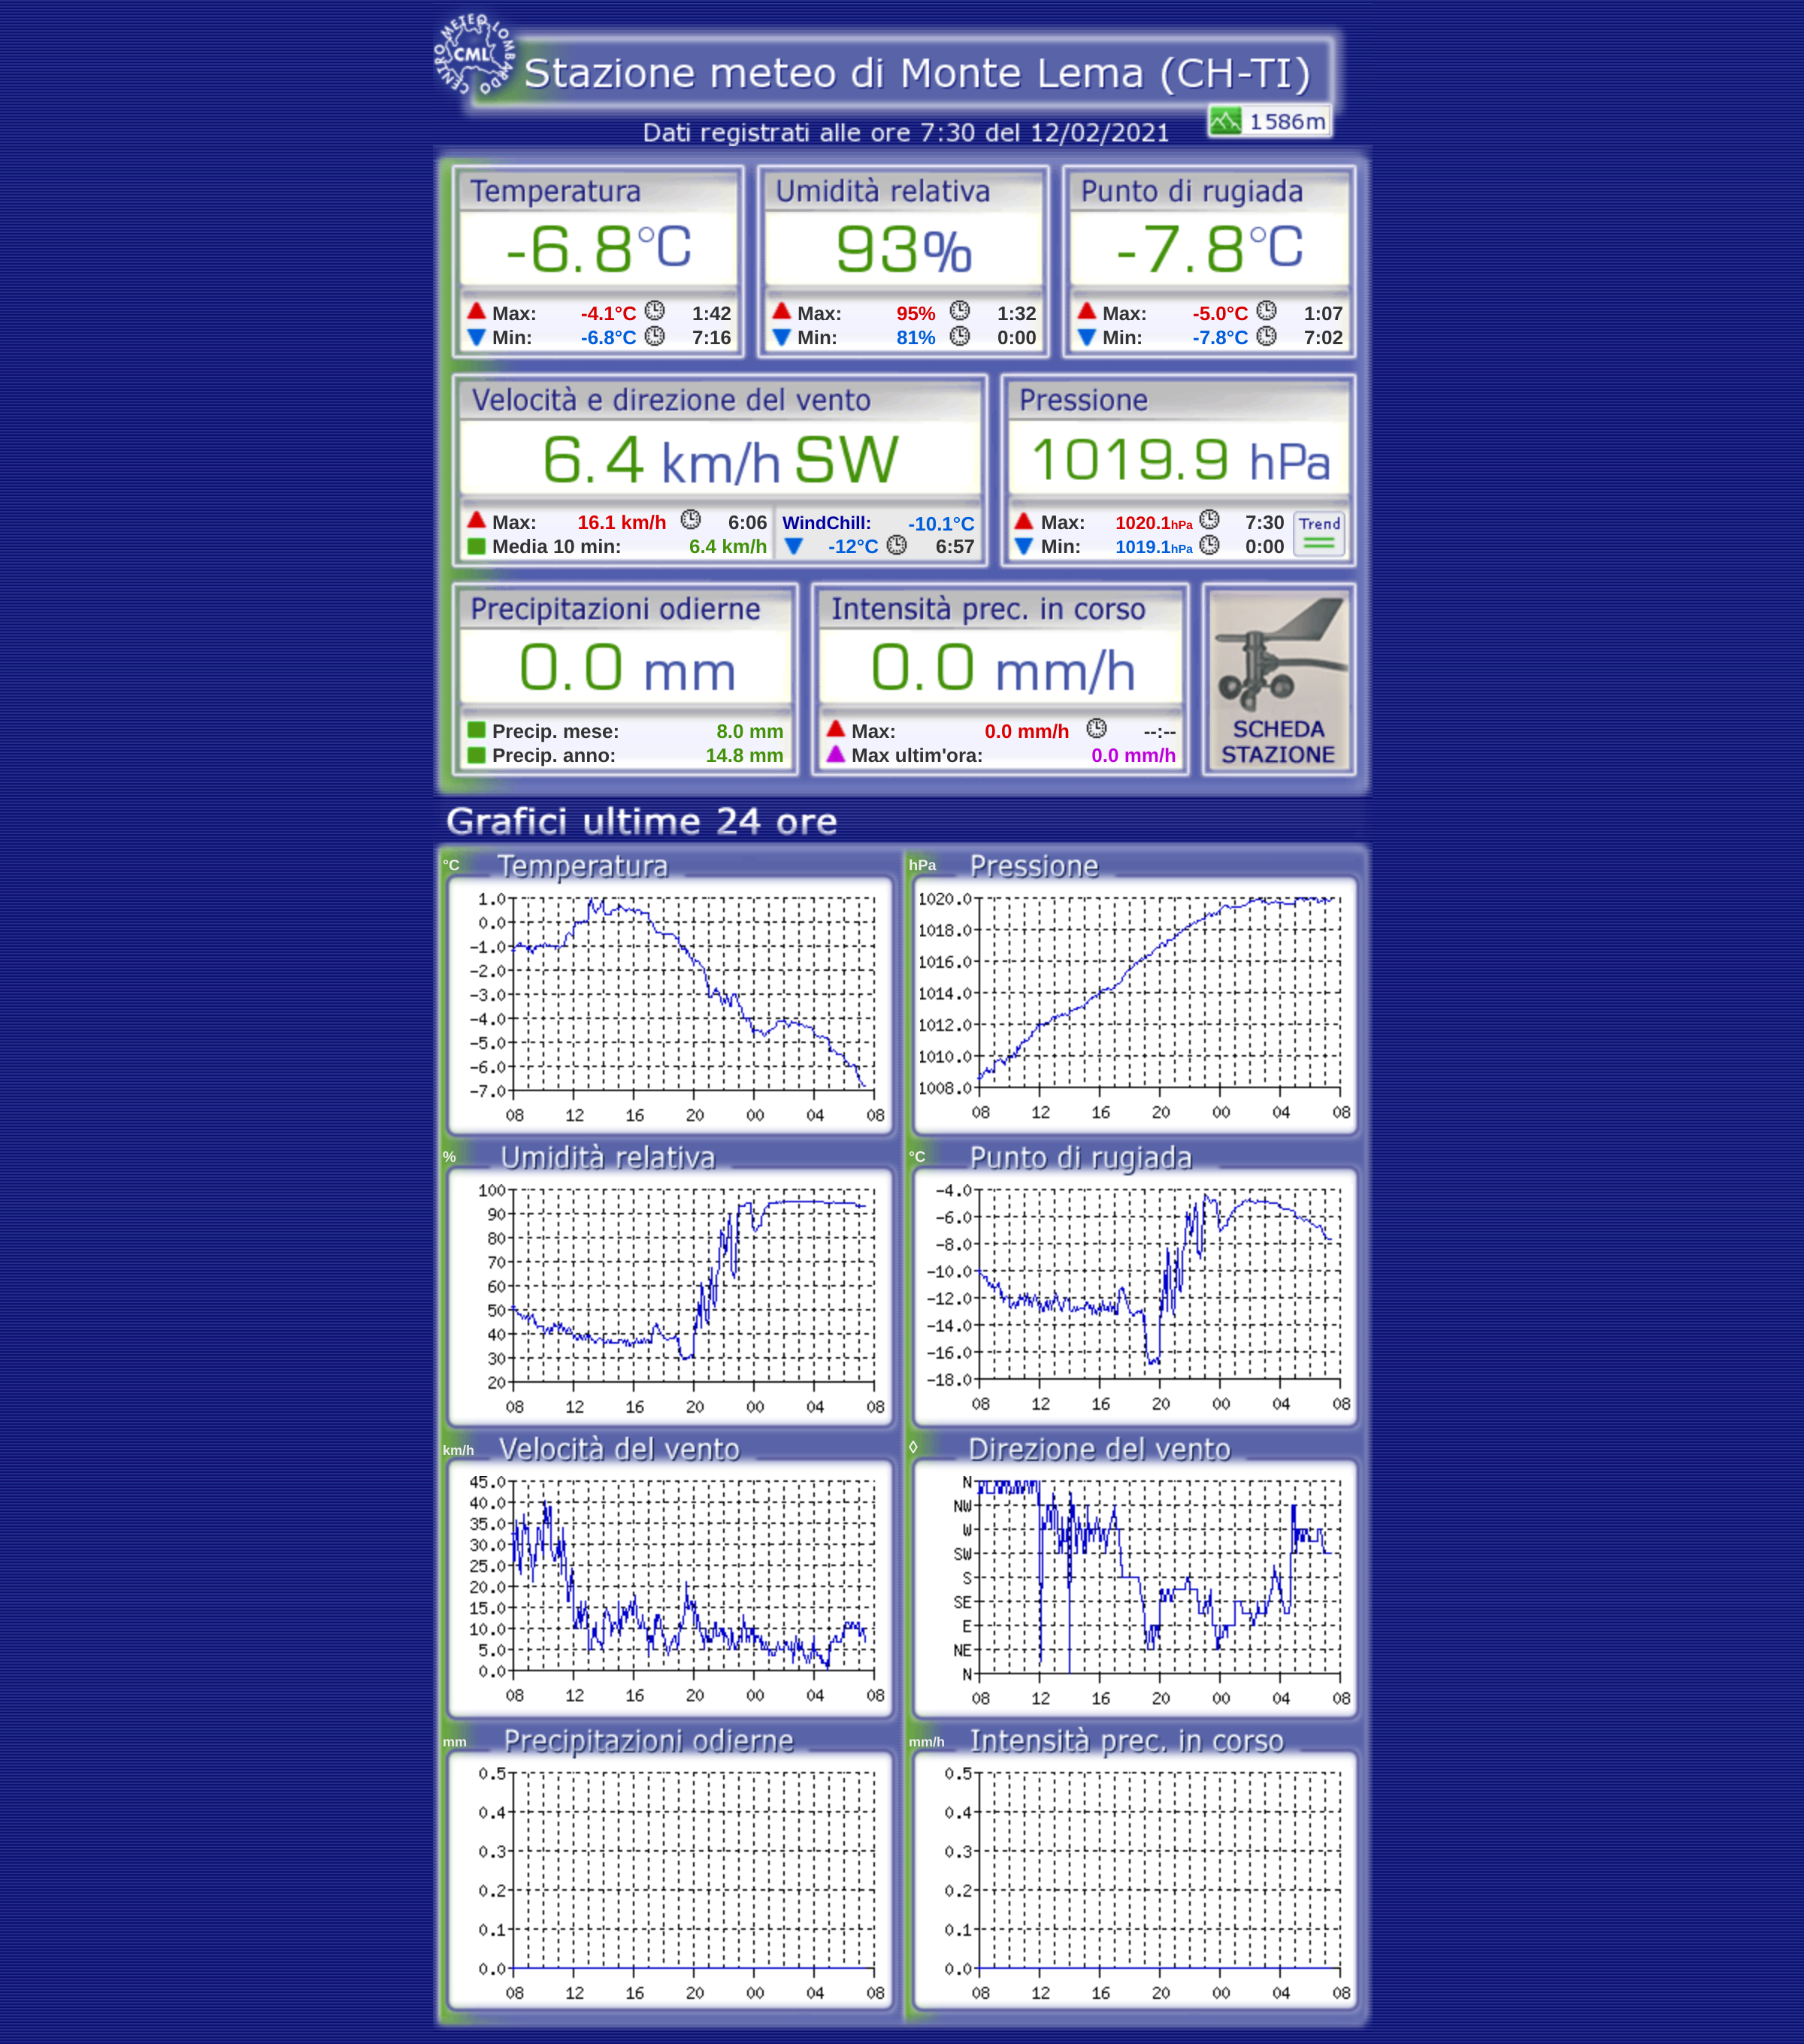 CENTRO METEO LOMBARDO
CML
Stazione meteo di Monte Lema (CH-TI)
1586m
Dati registrati alle ore 7:30 del 12/02/2021
Temperatura Umidità relativa Punto di rugiada
-6.8°C 93% -7.8°C
Max: -4.1°C 1:42 Max: 95% 1:32 Max: -5.0°C 1:07
Min: -6.8°C 7:16 Min: 81% 0:00 Min: -7.8°C 7:02
Velocità e direzione del vento Pressione
6.4 km/h SW 1019.9 hPa
Max: 16.1 km/h 6:06 WindChill: -10.1°C Max: 1020.1hPa 7:30 Trend
Media 10 min: 6.4 km/h -12°C 6:57 Min: 1019.1hPa 0:00
Precipitazioni odierne Intensità prec. in corso
0.0 mm 0.0 mm/h
Precip. mese: 8.0 mm Max: 0.0 mm/h --:-- SCHEDA
Precip. anno: 14.8 mm Max ultim'ora: 0.0 mm/h STAZIONE
Grafici ultime 24 ore
°C Temperatura
1.0
0.0
-1.0
-2.0
-3.0
-4.0
-5.0
-6.0
-7.0
08 12 16 20 00 04 08
hPa Pressione
1020.0
1018.0
1016.0
1014.0
1012.0
1010.0
1008.0
08 12 16 20 00 04 08
% Umidità relativa
100
90
80
70
60
50
40
30
20
08 12 16 20 00 04 08
°C Punto di rugiada
-4.0
-6.0
-8.0
-10.0
-12.0
-14.0
-16.0
-18.0
08 12 16 20 00 04 08
km/h Velocità del vento
45.0
40.0
35.0
30.0
25.0
20.0
15.0
10.0
5.0
0.0
08 12 16 20 00 04 08
◊ Direzione del vento
N
NW
W
SW
S
SE
E
NE
N
08 12 16 20 00 04 08
mm Precipitazioni odierne
0.5
0.4
0.3
0.2
0.1
0.0
08 12 16 20 00 04 08
mm/h Intensità prec. in corso
0.5
0.4
0.3
0.2
0.1
0.0
08 12 16 20 00 04 08